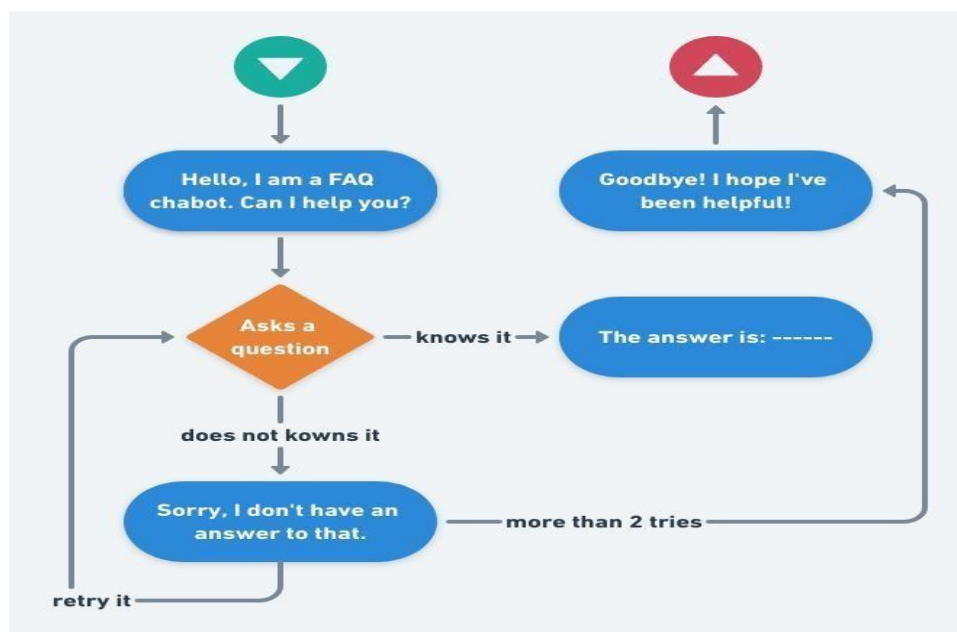 Hello, I am a FAQ
chabot. Can I help you?
Goodbye! I hope I've
been helpful!
Asks a
question
knows it
The answer is: ------
does not kowns it
Sorry, I don't have an
answer to that.
more than 2 tries
retry it